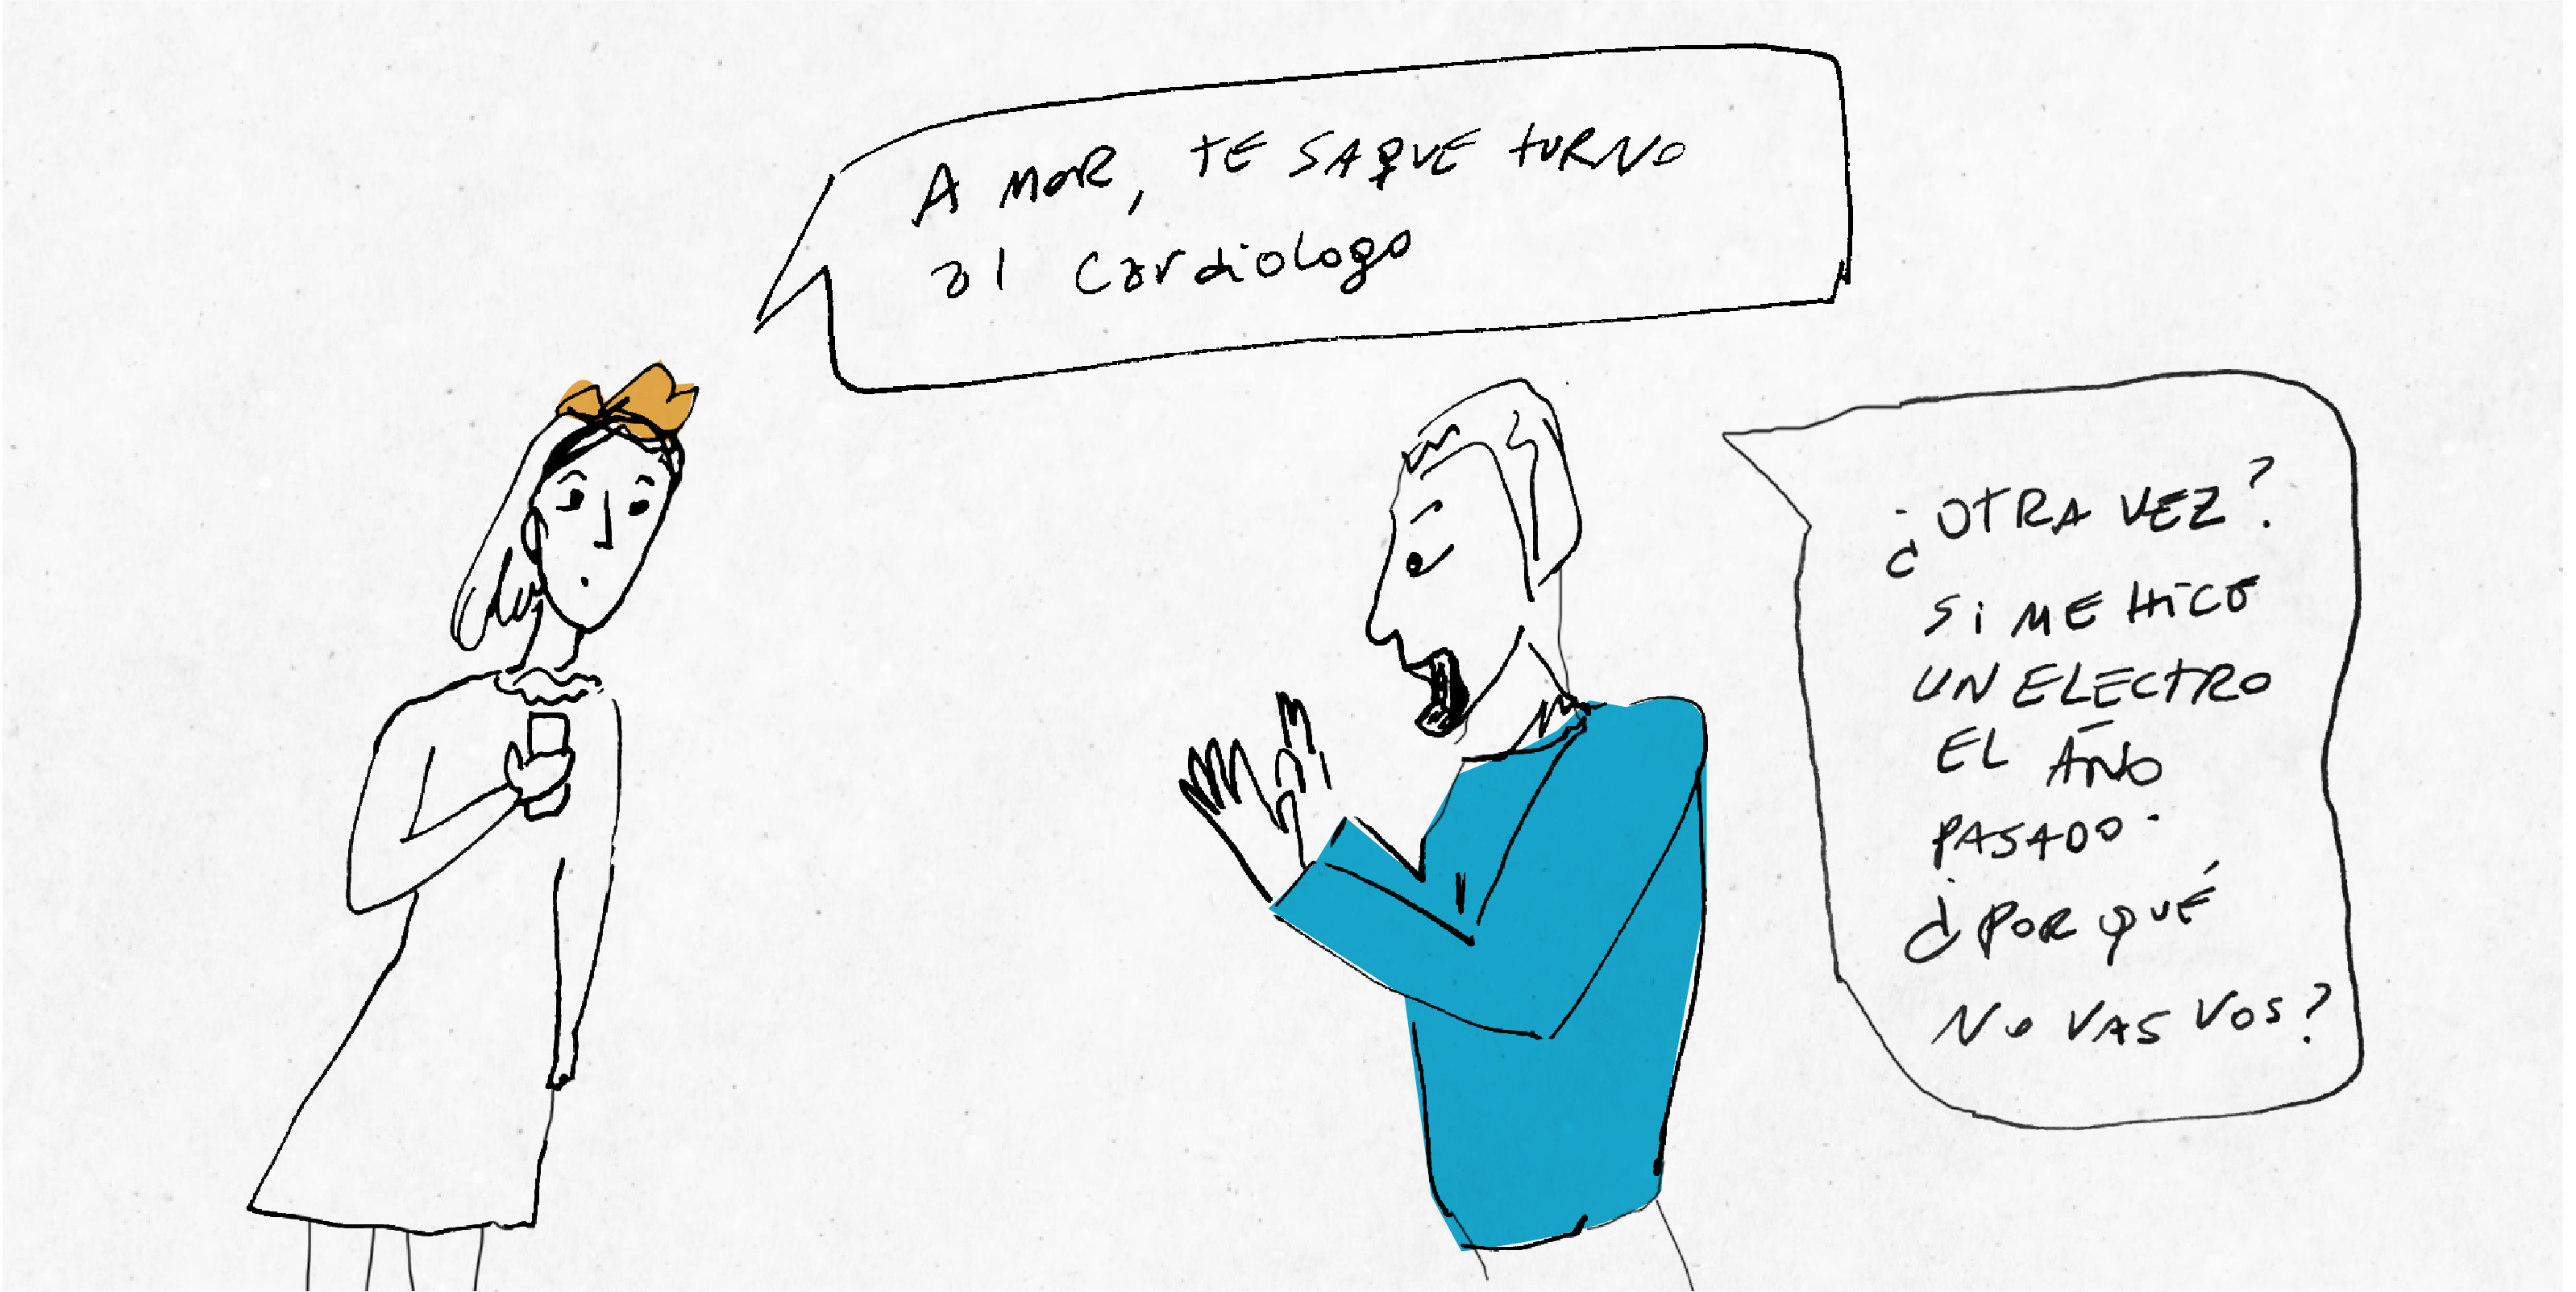 AMOR, TE SAQUE TURNO
al Cardiologo
¿OTRA VEZ?
Si ME HiCE
UN ELECTRO
EL AÑO
PASADO.
¿POR QUÉ
No VAS VOS?